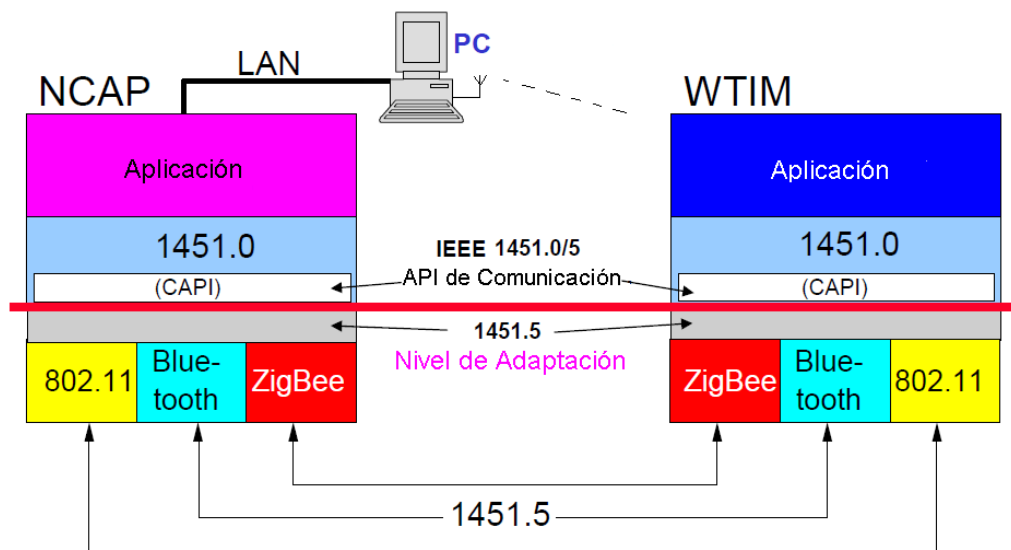 PC
LAN
NCAP
WTIM
Aplicación
Aplicación
1451.0
IEEE 1451.0/5
1451.0
(CAPI)
API de Comunicación
(CAPI)
1451.5
Nivel de Adaptación
802.11
Blue-
tooth
ZigBee
ZigBee
Blue-
tooth
802.11
1451.5